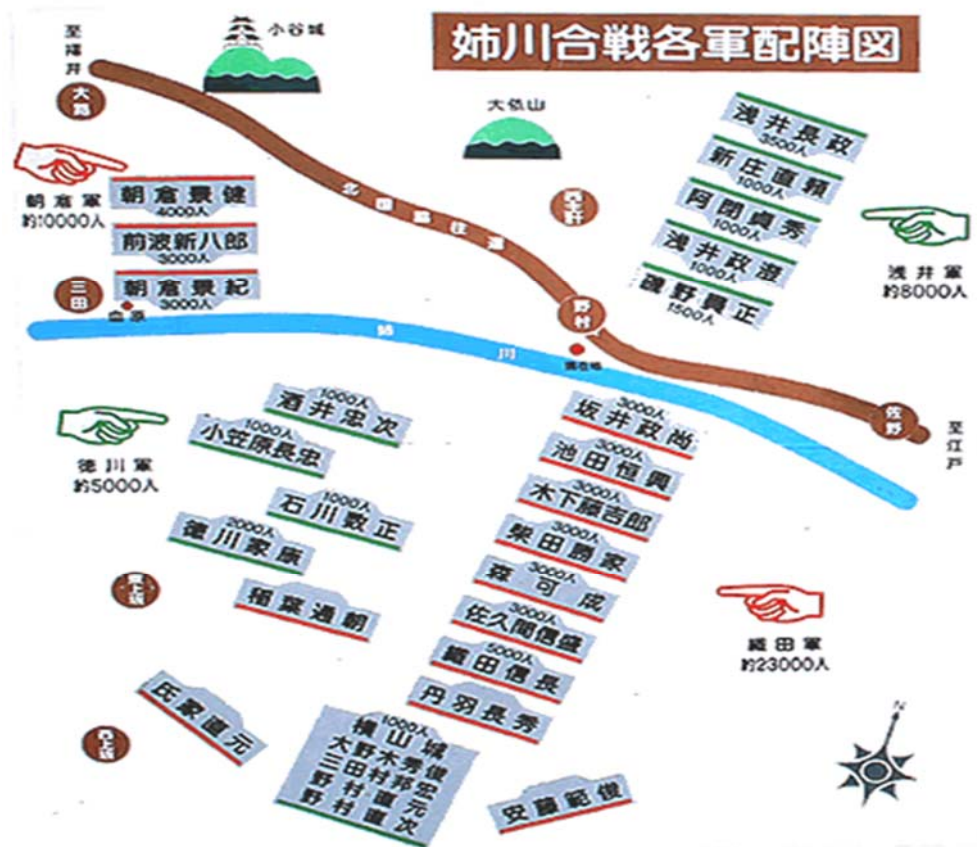 姉川合戦各軍配陣図
小谷城
大依山
浅井長政
3500人
新庄直頼
1000人
阿閉貞秀
1000人
浅井政澄
1000人
磯野員正
1500人
浅井軍
約8000人
朝倉軍
約10000人
朝倉景健
4000人
前波新八郎
3000人
朝倉景紀
3000人
三田
北国脇往還
野村
姉川
現在地
佐野
至江戸
徳川軍
約5000人
1000人
酒井忠次
1000人
小笠原長忠
1000人
石川数正
2000人
徳川家康
稲葉通朝
氏家直元
3000人
坂井政尚
3000人
池田恒興
3000人
木下藤吉郎
3000人
柴田勝家
3000人
森可成
3000人
佐久間信盛
5000人
織田信長
丹羽長秀
織田軍
約23000人
1000人
横山城
大野木秀俊
三田村邦宏
野村直元
野村直次
安藤範俊
N